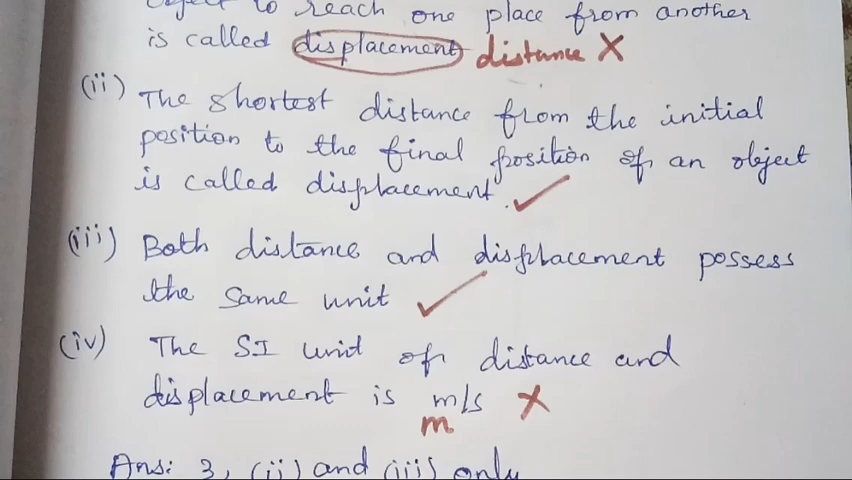 object to reach one place from another
is called displacement distance X
(ii) The shortest distance from the initial
position to the final position of an object
is called displacement.
(iii) Both distance and displacement possess
the same unit
(iv) The SI unit of distance and
displacement is m/s X
m
Ans: 3, (ii) and (iii) only